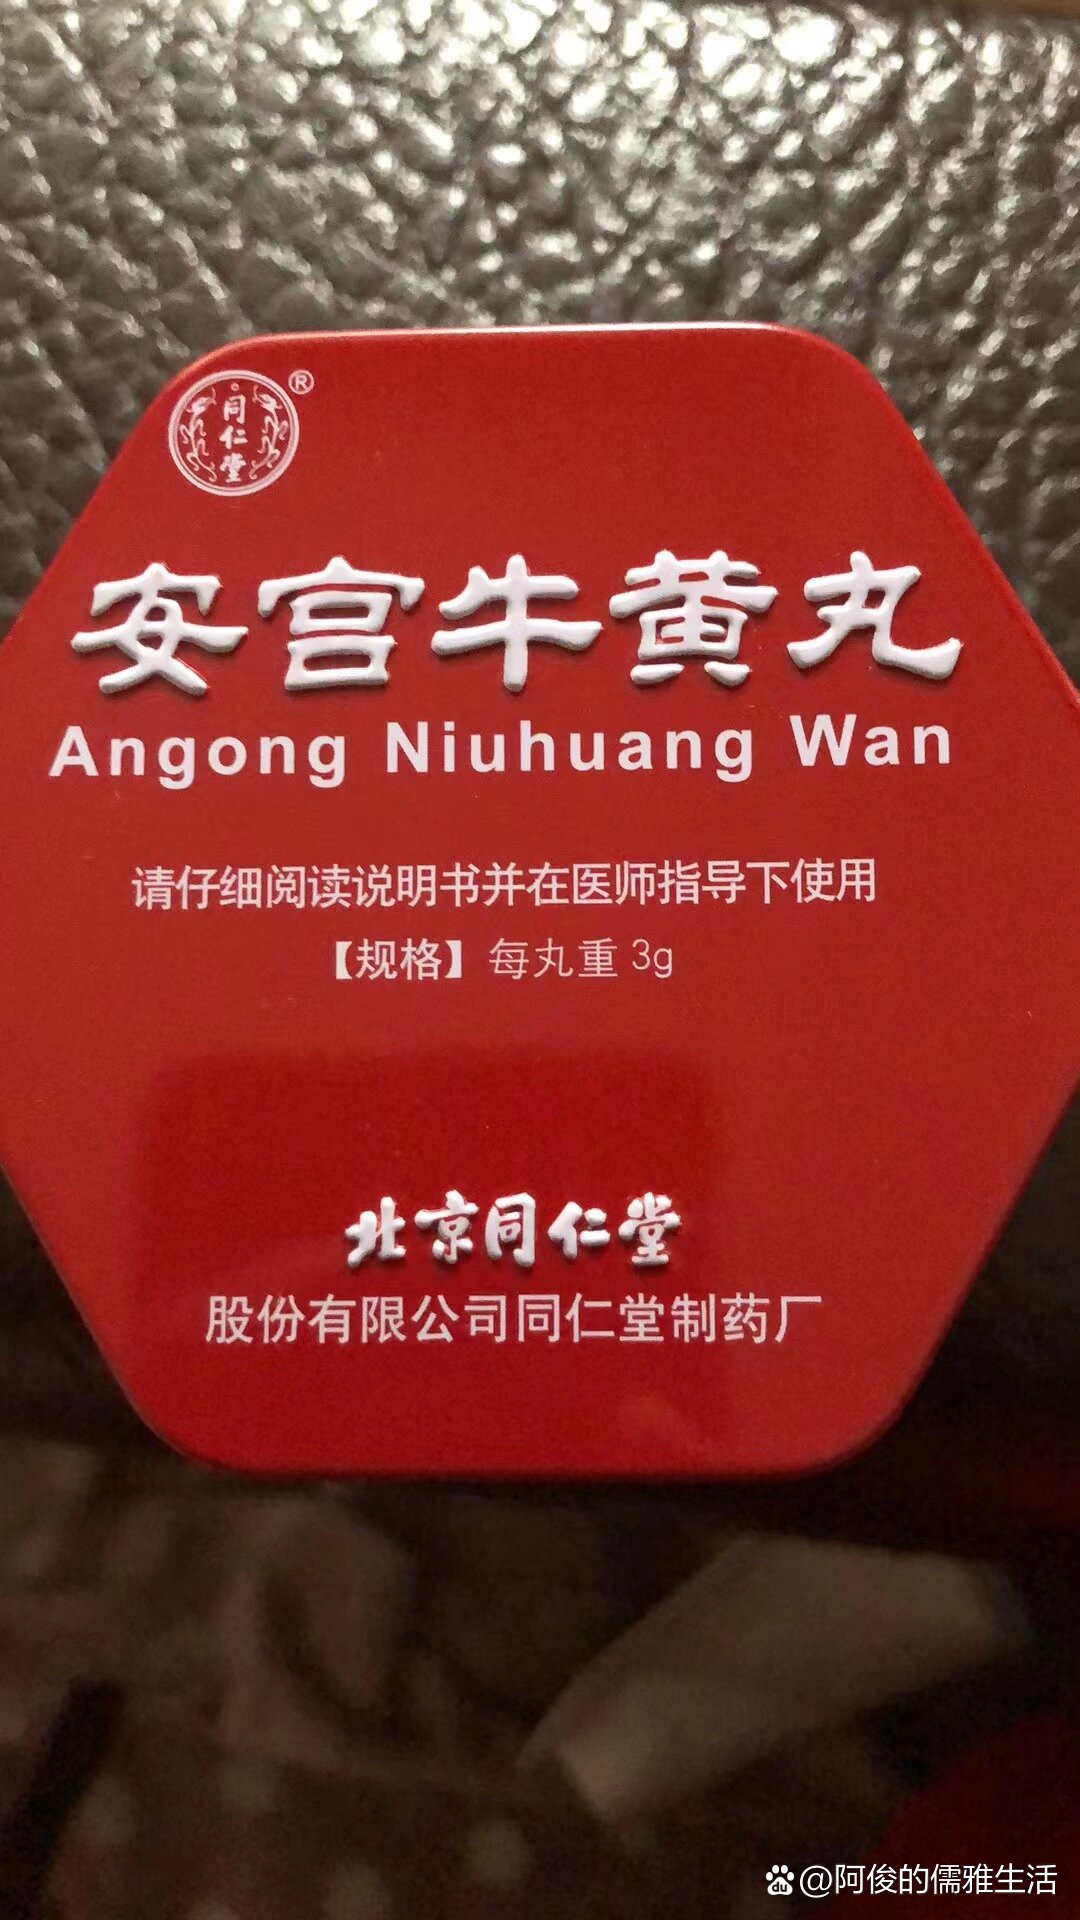 同仁堂®
安宫牛黄丸
Angong Niuhuang Wan
请仔细阅读说明书并在医师指导下使用
【规格】每丸重 3g
北京同仁堂
股份有限公司同仁堂制药厂
du @阿俊的儒雅生活